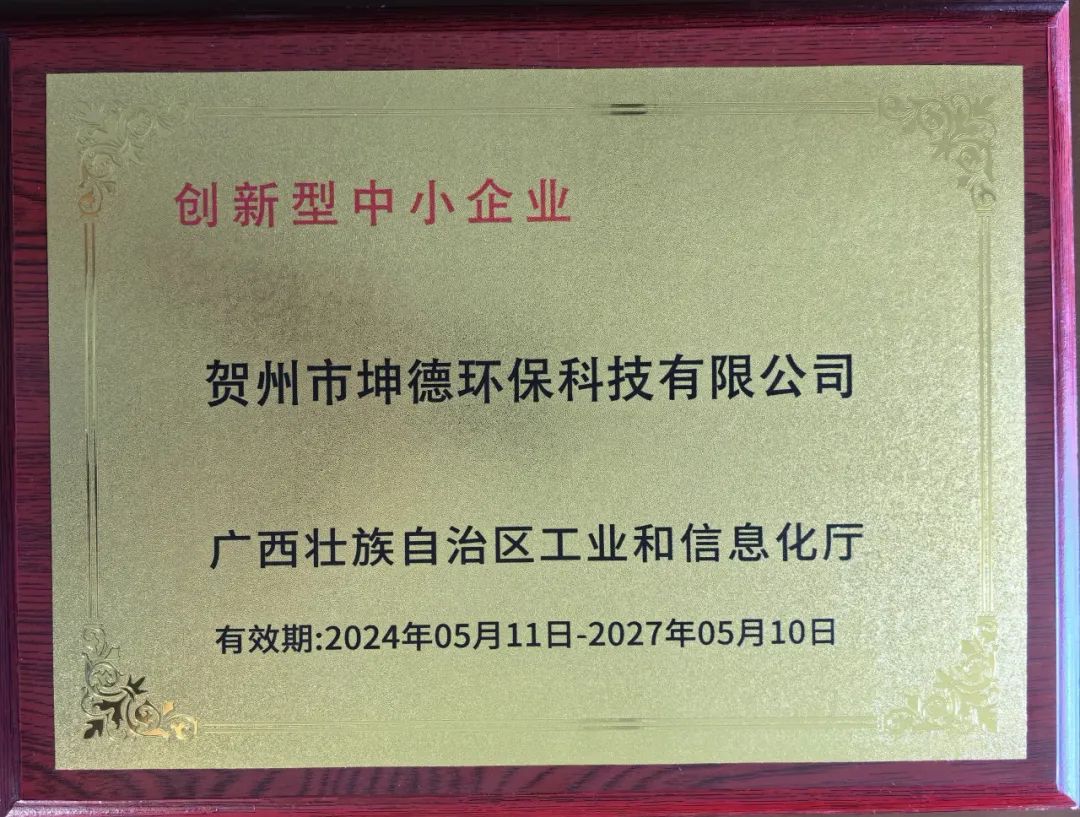 创新型中小企业
贺州市坤德环保科技有限公司
广西壮族自治区工业和信息化厅
有效期:2024年05月11日-2027年05月10日